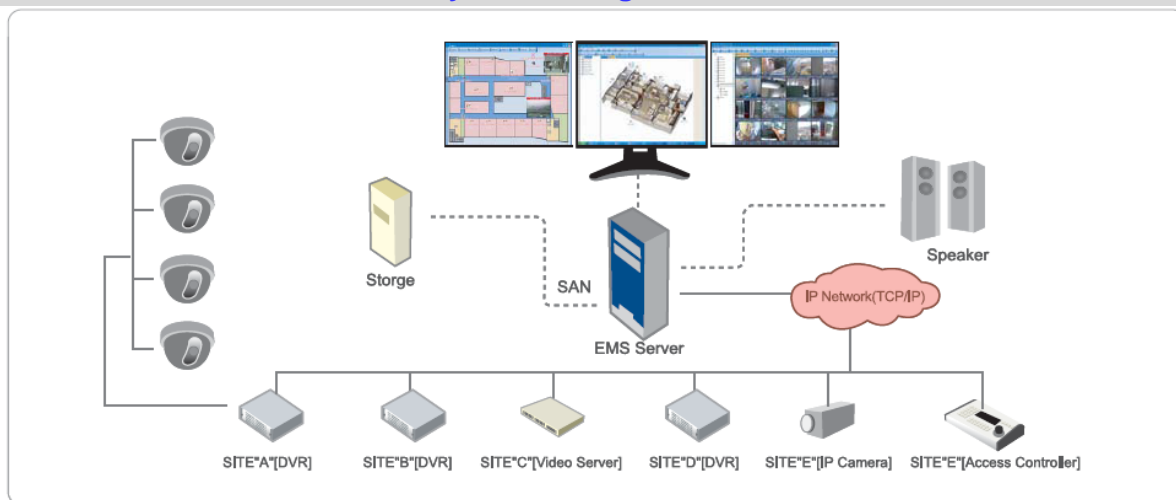 Storge
SAN
EMS Server
Speaker
IP Network(TCP/IP)
SITE"A"[DVR]
SITE"B"[DVR]
SITE"C"[Video Server]
SITE"D"[DVR]
SITE"E"[IP Camera]
SITE"E"[Access Controller]